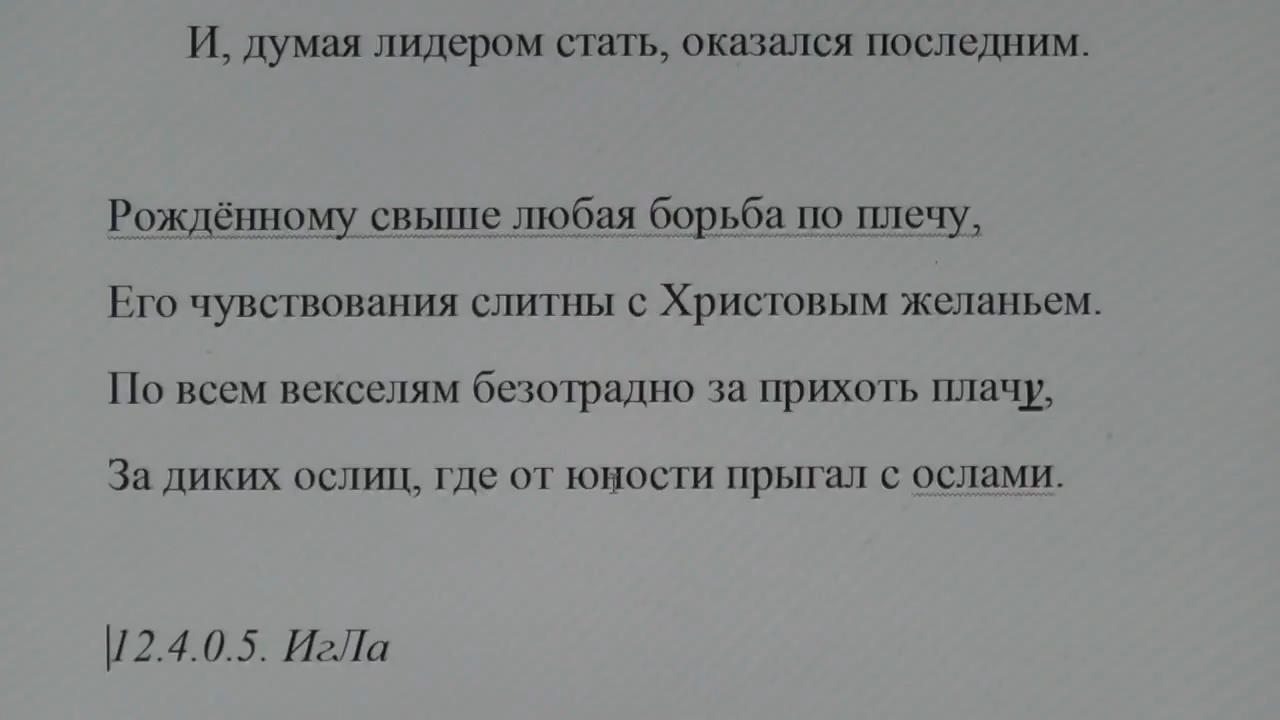 И, думая лидером стать, оказался последним.
Рождённому свыше любая борьба по плечу,
Его чувствования слитны с Христовым желаньем.
По всем векселям безотрадно за прихоть плачу,
За диких ослиц, где от юности прыгал с ослами.
12.4.0.5. ИгЛа